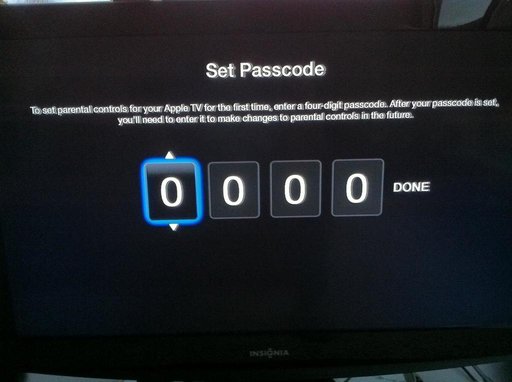 Set Passcode
To set parental controls for your Apple TV for the first time, enter a four-digit passcode. After your passcode is set,
you'll need to enter it to make changes to parental controls in the future.
0 0 0 0 DONE
INSIGNIA